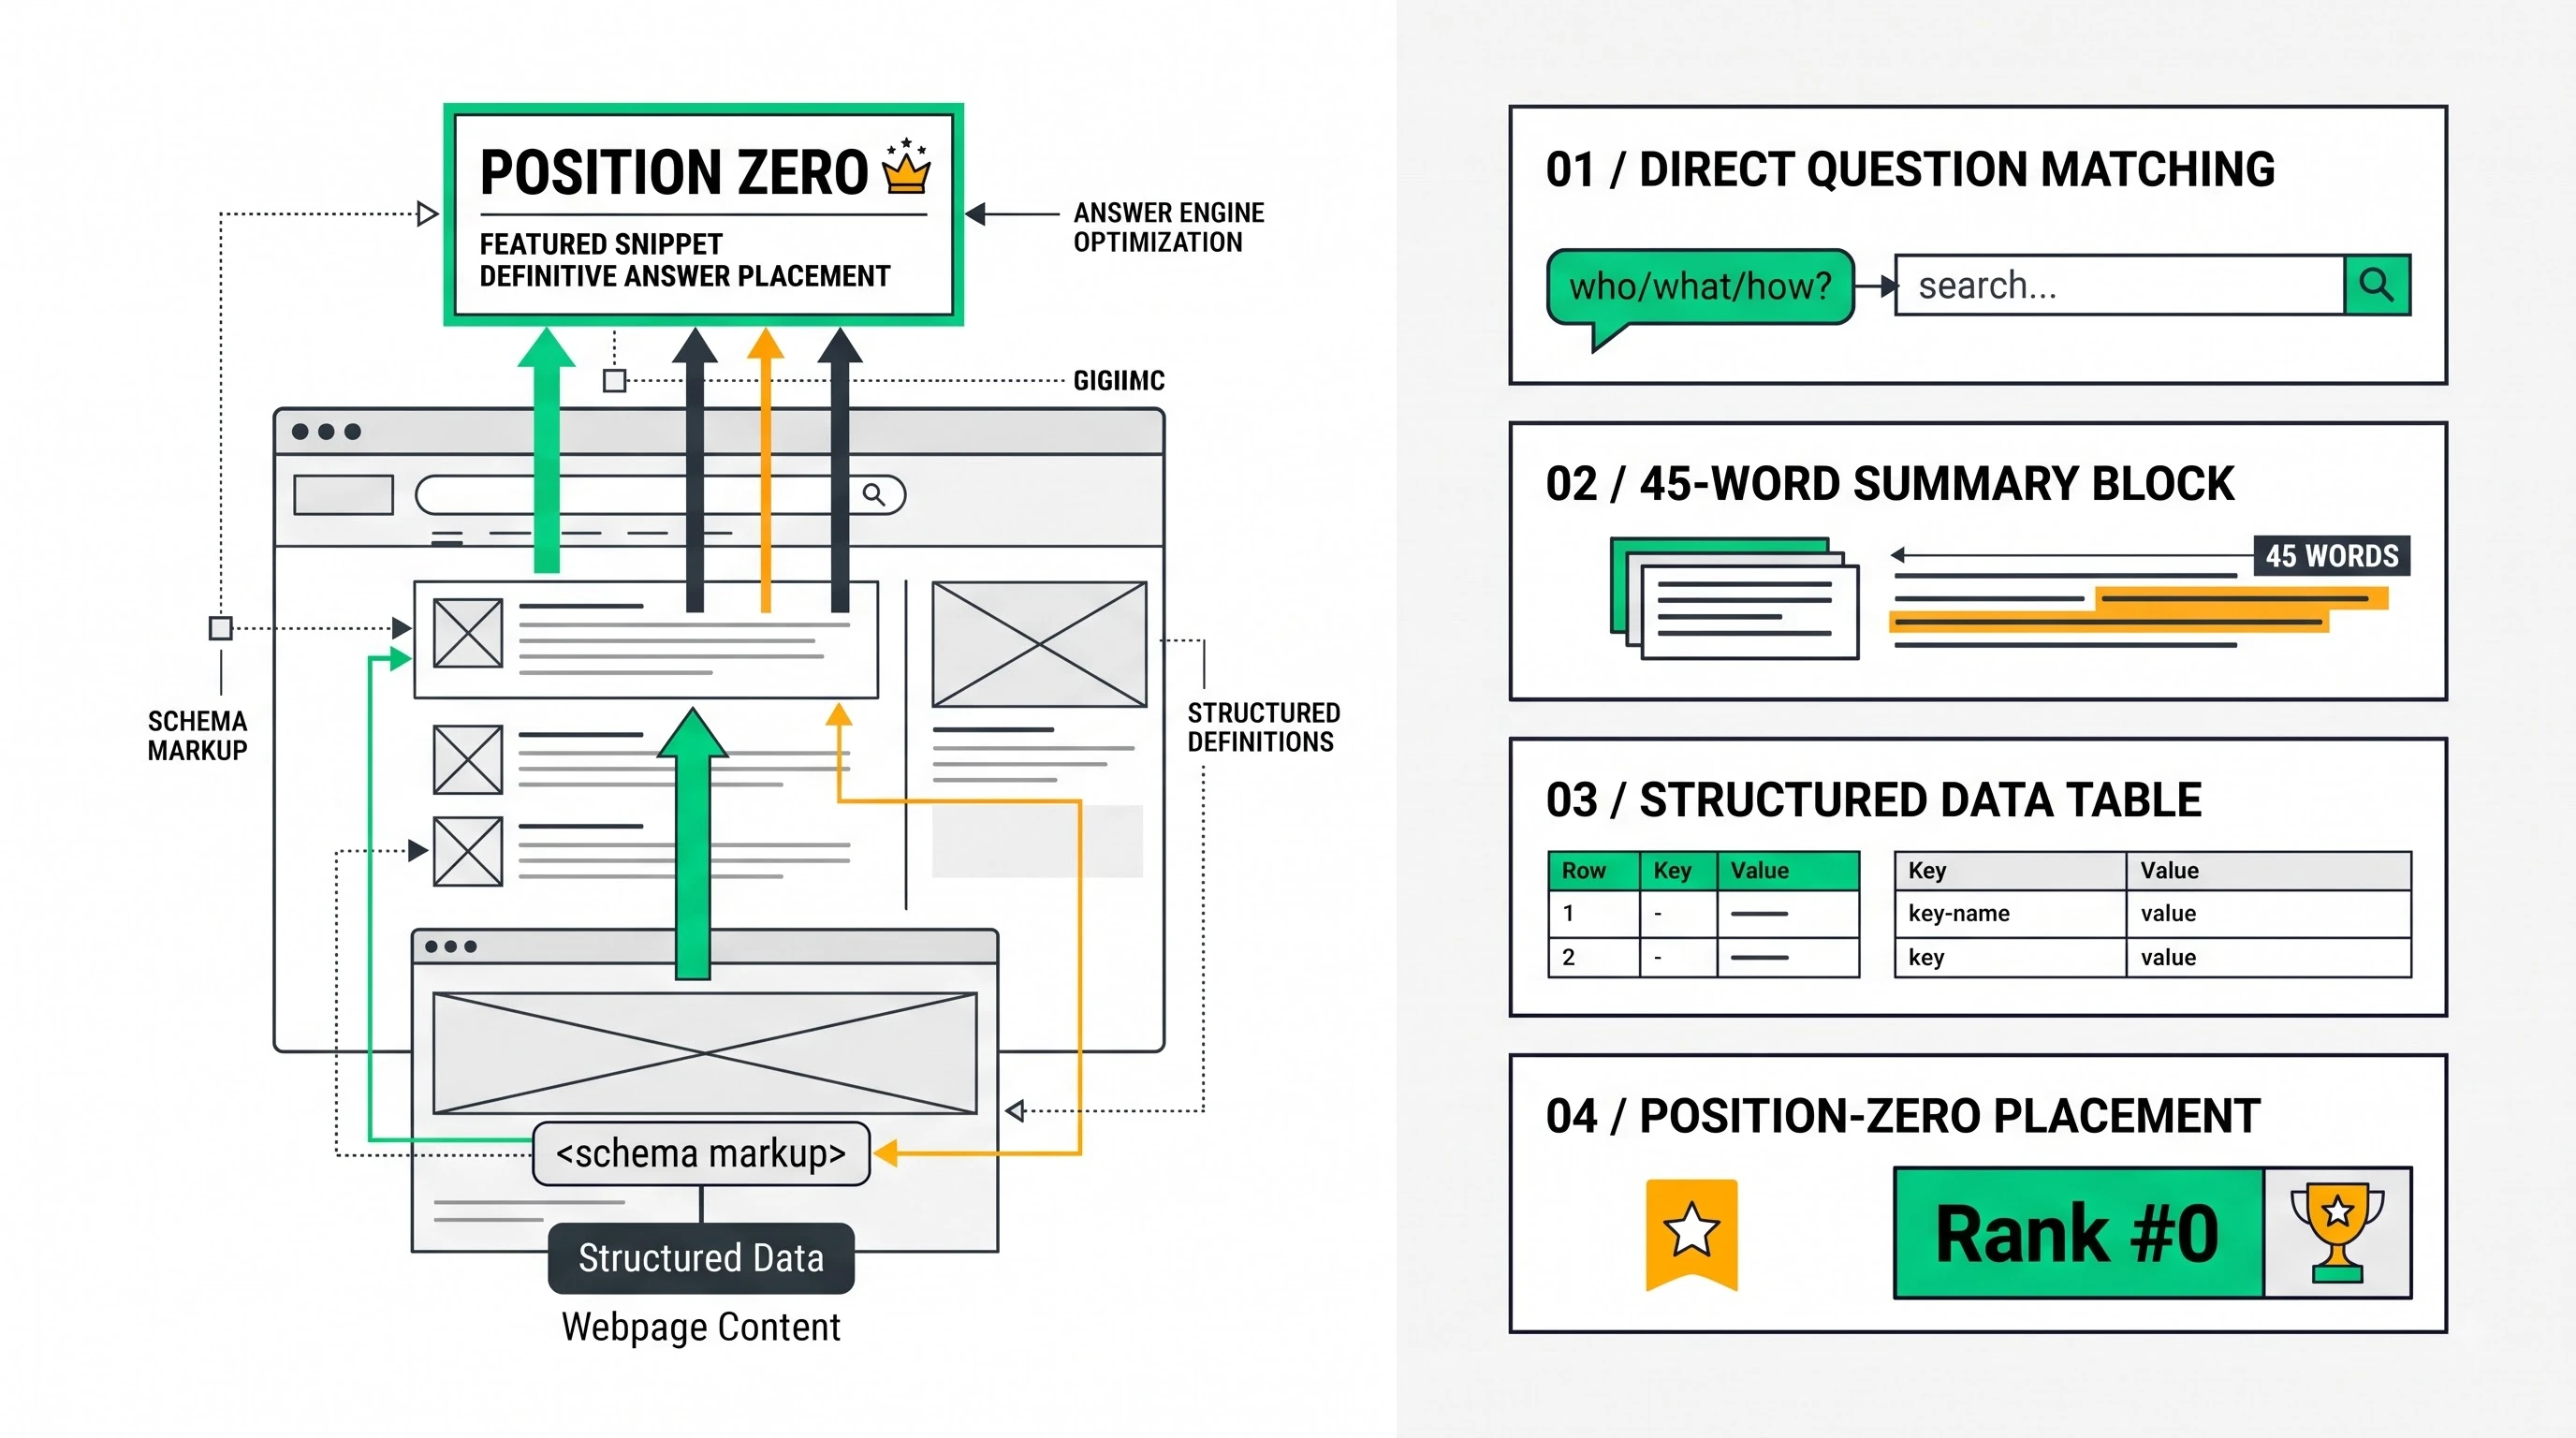 POSITION ZERO
FEATURED SNIPPET
DEFINITIVE ANSWER PLACEMENT
ANSWER ENGINE
OPTIMIZATION
GIGIIMC
SCHEMA
MARKUP
STRUCTURED
DEFINITIONS
<schema markup>
Structured Data
Webpage Content
01 / DIRECT QUESTION MATCHING
who/what/how?
search...
02 / 45-WORD SUMMARY BLOCK
45 WORDS
03 / STRUCTURED DATA TABLE
Row Key Value
1 -
2 -
Key Value
key-name value
key value
04 / POSITION-ZERO PLACEMENT
Rank #0